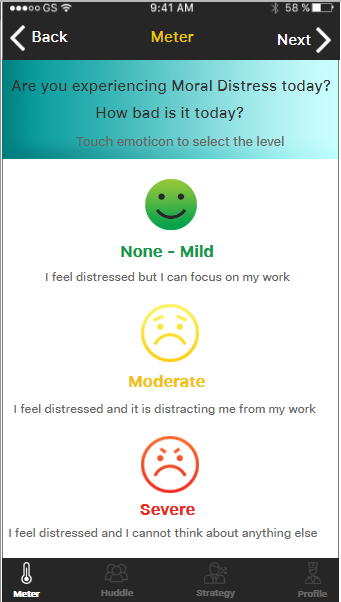 GS 9:41 AM 58 %
Back Meter Next
Are you experiencing Moral Distress today?
How bad is it today?
Touch emoticon to select the level
None - Mild
I feel distressed but I can focus on my work
Moderate
I feel distressed and it is distracting me from my work
Severe
I feel distressed and I cannot think about anything else
Meter Huddle Strategy Profile